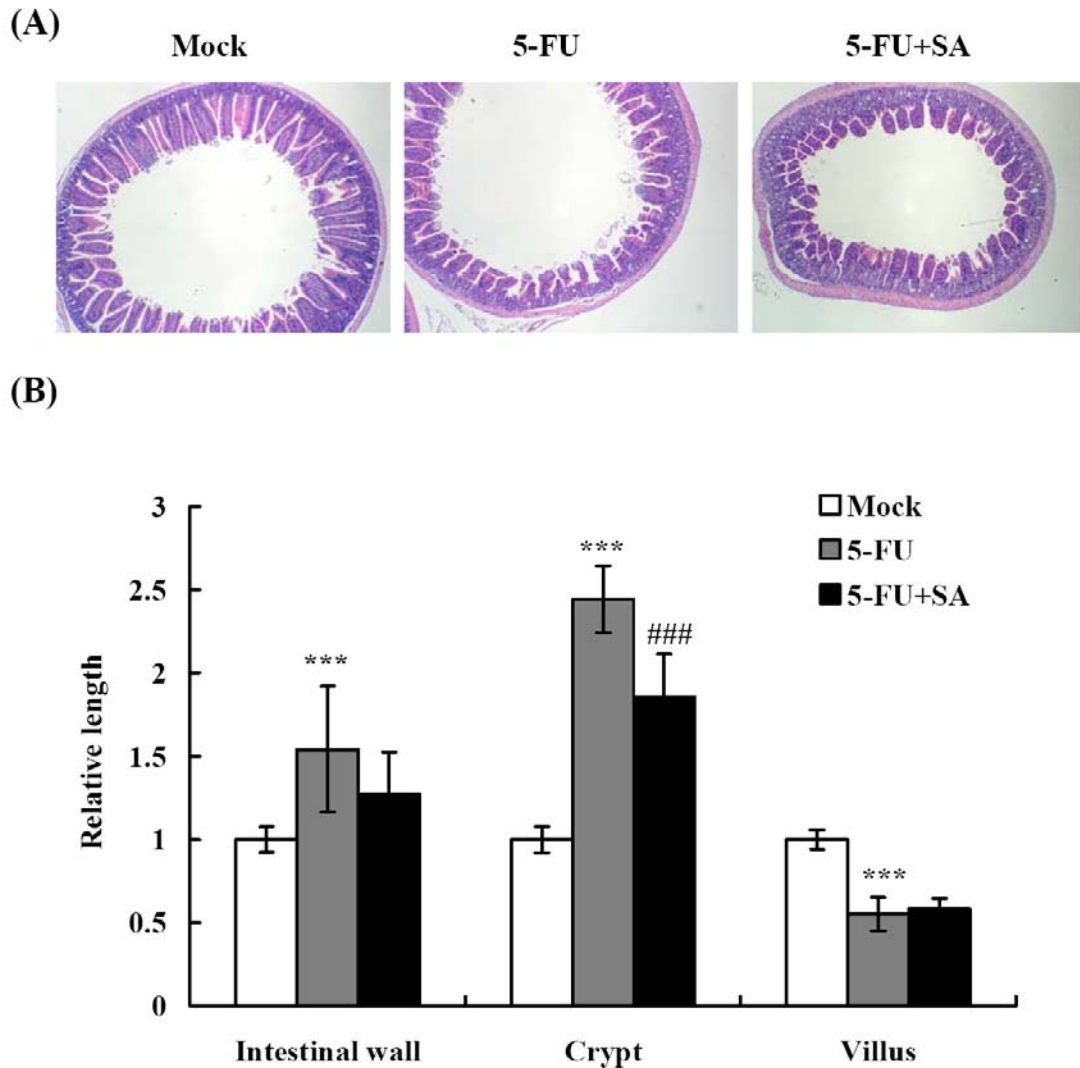 (A)
Mock 5-FU 5-FU+SA
(B)
3
2.5
2
1.5
1
0.5
0
Relative length
Mock
5-FU
5-FU+SA
***
***
###
***
Intestinal wall Crypt Villus